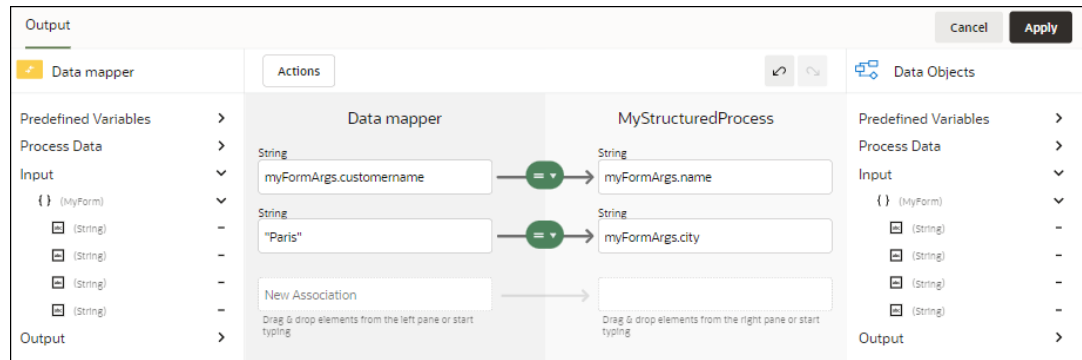 Output
Cancel
Apply
Data mapper
Actions
Data Objects
Predefined Variables
Process Data
Input
{ } (MyForm)
(String)
(String)
(String)
(String)
Output
Data mapper
MyStructuredProcess
String
myFormArgs.customername
=
String
myFormArgs.name
String
"Paris"
=
String
myFormArgs.city
New Association
Drag & drop elements from the left pane or start
typing
Drag & drop elements from the right pane or start
typing
Predefined Variables
Process Data
Input
{ } (MyForm)
(String)
(String)
(String)
(String)
Output